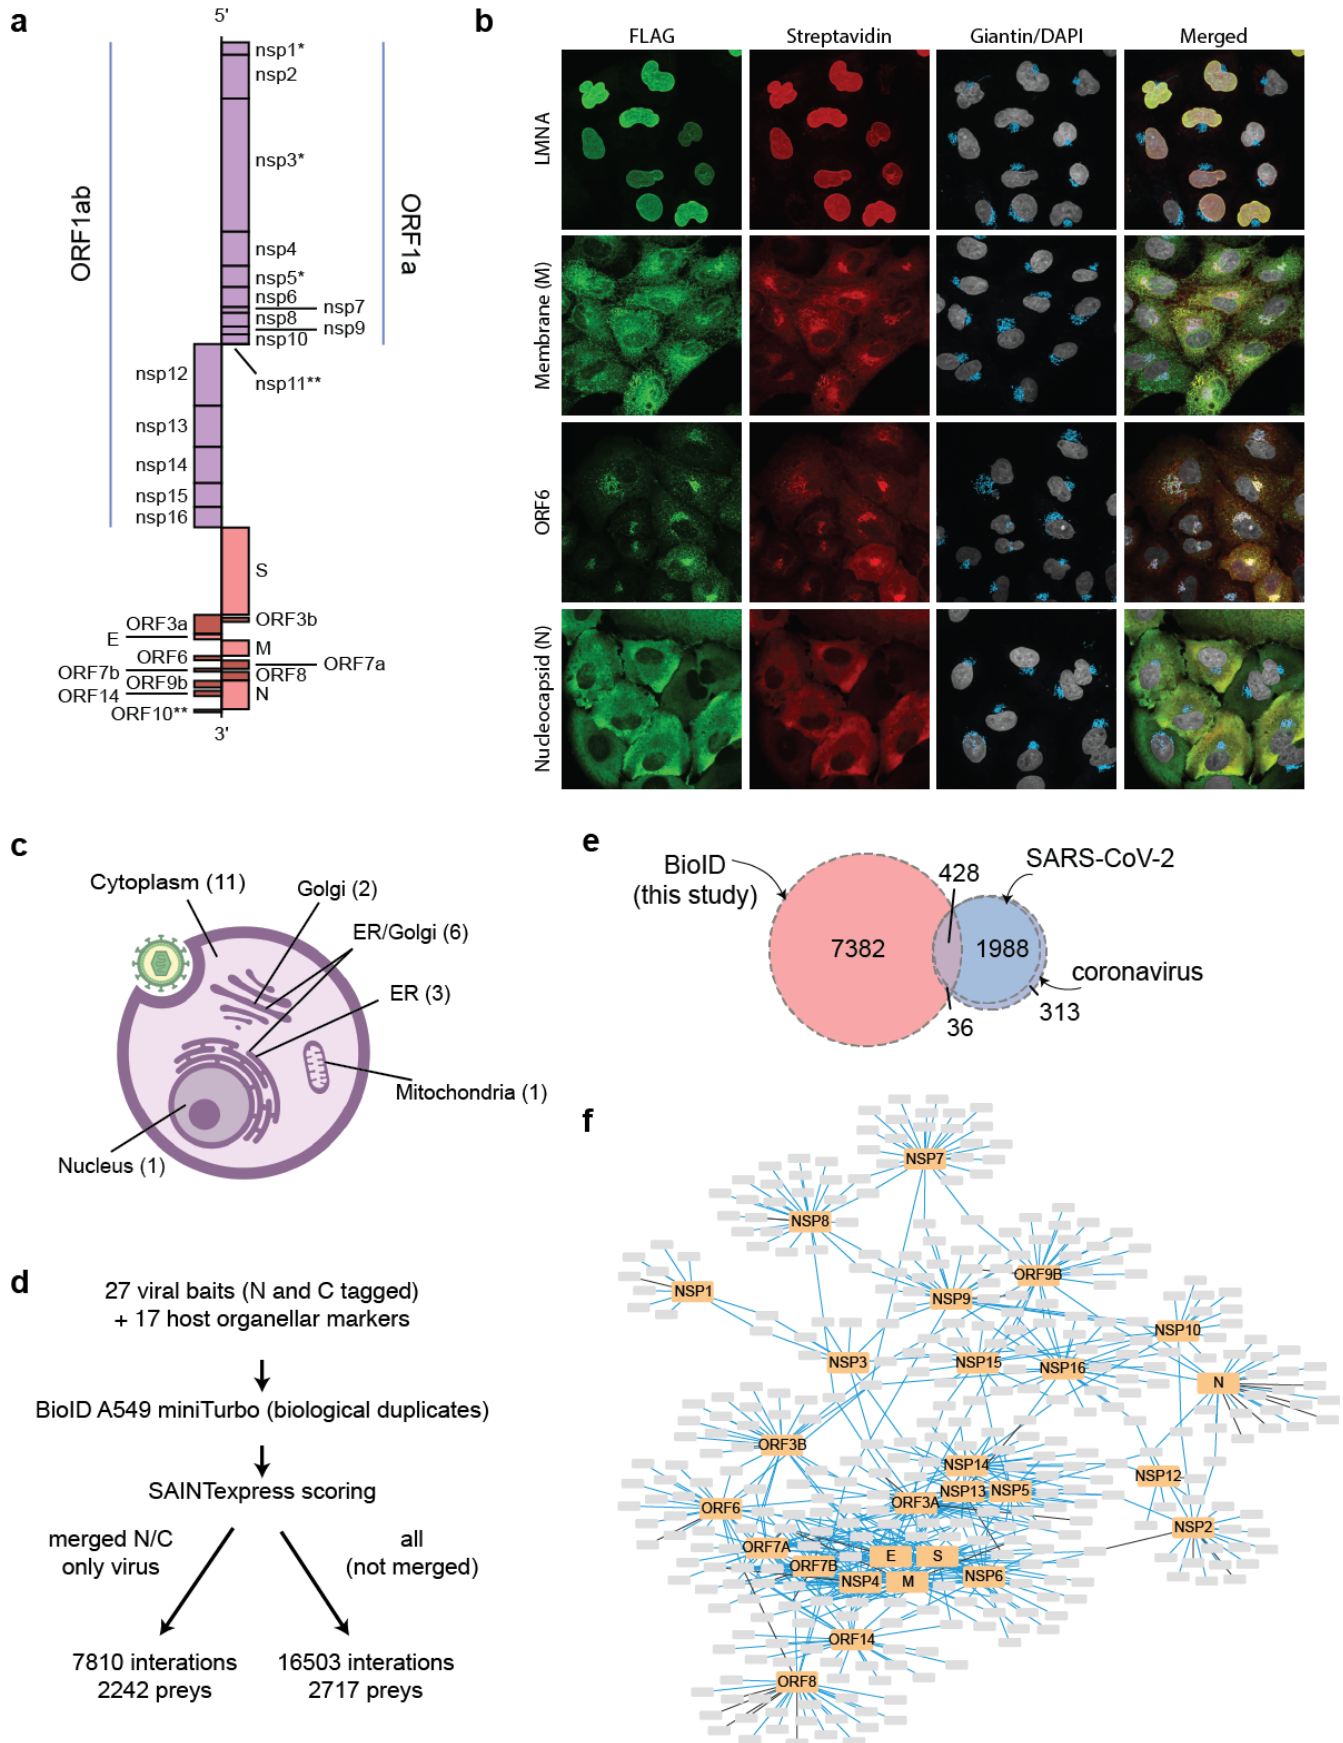 a
5'
nsp1*
nsp2
nsp3*
nsp4
nsp5*
nsp6
nsp7
nsp8
nsp9
nsp10
nsp11**
ORF1ab
ORF1a
nsp12
nsp13
nsp14
nsp15
nsp16
S
ORF3a
ORF3b
E
M
ORF6
ORF7a
ORF7b
ORF8
ORF9b
N
ORF14
ORF10**
3'
b
FLAG
Streptavidin
Giantin/DAPI
Merged
LMNA
Membrane (M)
ORF6
Nucleocapsid (N)
c
Cytoplasm (11)
Golgi (2)
ER/Golgi (6)
ER (3)
Mitochondria (1)
Nucleus (1)
d
27 viral baits (N and C tagged)
+ 17 host organellar markers
BioID A549 miniTurbo (biological duplicates)
SAINTexpress scoring
merged N/C
only virus
all
(not merged)
7810 interations
2242 preys
16503 interations
2717 preys
e
BioID
(this study)
428
SARS-CoV-2
7382
1988
coronavirus
36
313
f
NSP7
NSP8
NSP1
ORF9B
NSP9
NSP10
NSP3
NSP15
NSP16
N
ORF3B
NSP14
NSP12
NSP13
NSP5
ORF3A
ORF6
NSP2
ORF7A
E
S
ORF7B
NSP4
M
NSP6
ORF14
ORF8